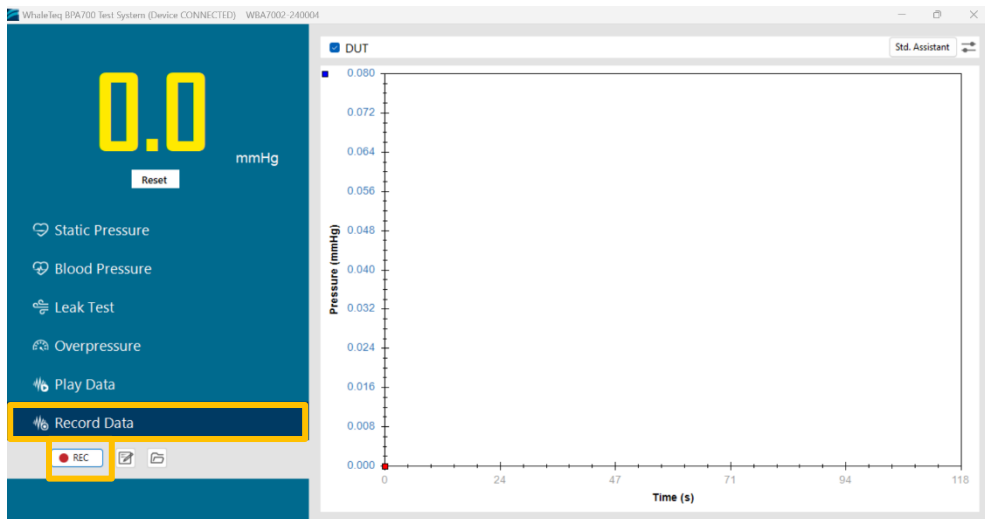 WhaleTeq BPA700 Test System (Device CONNECTED) WBA7002-240004
0.0
mmHg
Reset
Static Pressure
Blood Pressure
Leak Test
Overpressure
Play Data
Record Data
REC
DUT
Std. Assistant
0.080
0.072
0.064
0.056
0.048
0.040
0.032
0.024
0.016
0.008
0.000
Pressure (mmHg)
0 24 47 71 94 118
Time (s)